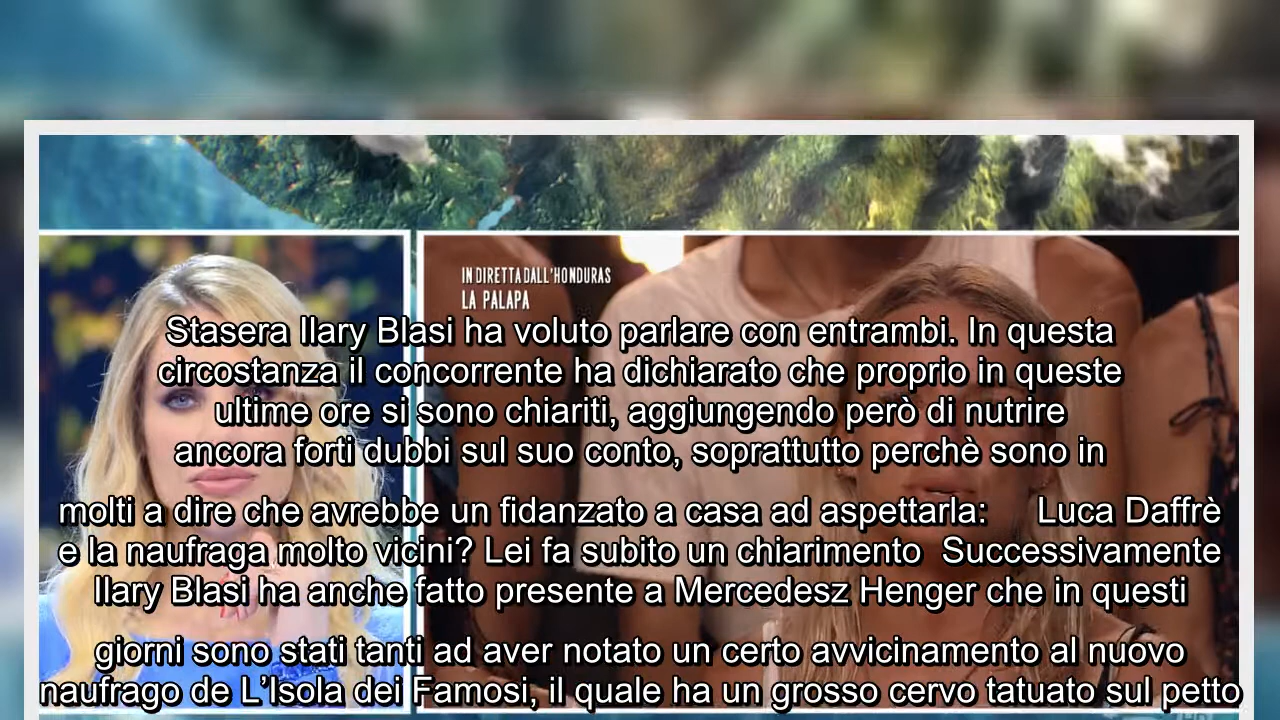 IN DIRETTA DALL'HONDURAS
LA PALAPA
Stasera Ilary Blasi ha voluto parlare con entrambi. In questa
circostanza il concorrente ha dichiarato che proprio in queste
ultime ore si sono chiariti, aggiungendo però di nutrire
ancora forti dubbi sul suo conto, soprattutto perchè sono in
molti a dire che avrebbe un fidanzato a casa ad aspettarla: Luca Daffrè
e la naufraga molto vicini? Lei fa subito un chiarimento Successivamente
Ilary Blasi ha anche fatto presente a Mercedesz Henger che in questi
giorni sono stati tanti ad aver notato un certo avvicinamento al nuovo
naufrago de L’Isola dei Famosi, il quale ha un grosso cervo tatuato sul petto